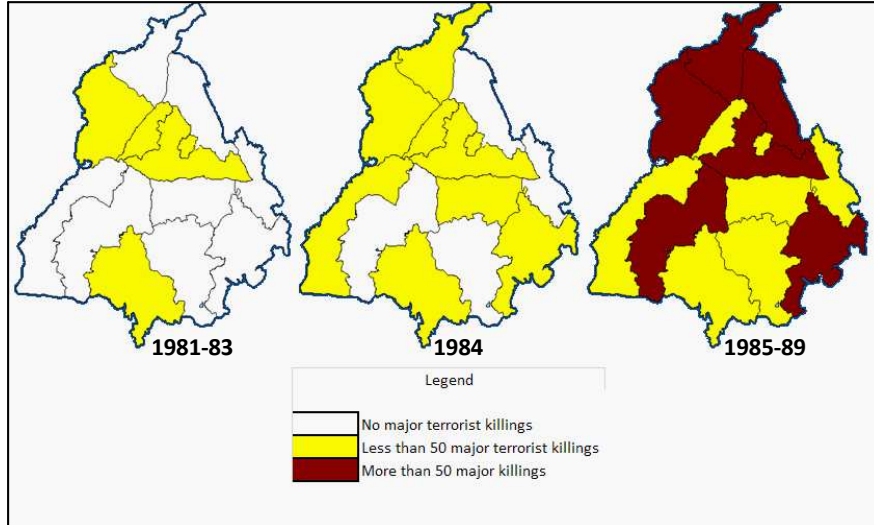 1981-83
1984
1985-89
Legend
No major terrorist killings
Less than 50 major terrorist killings
More than 50 major killings